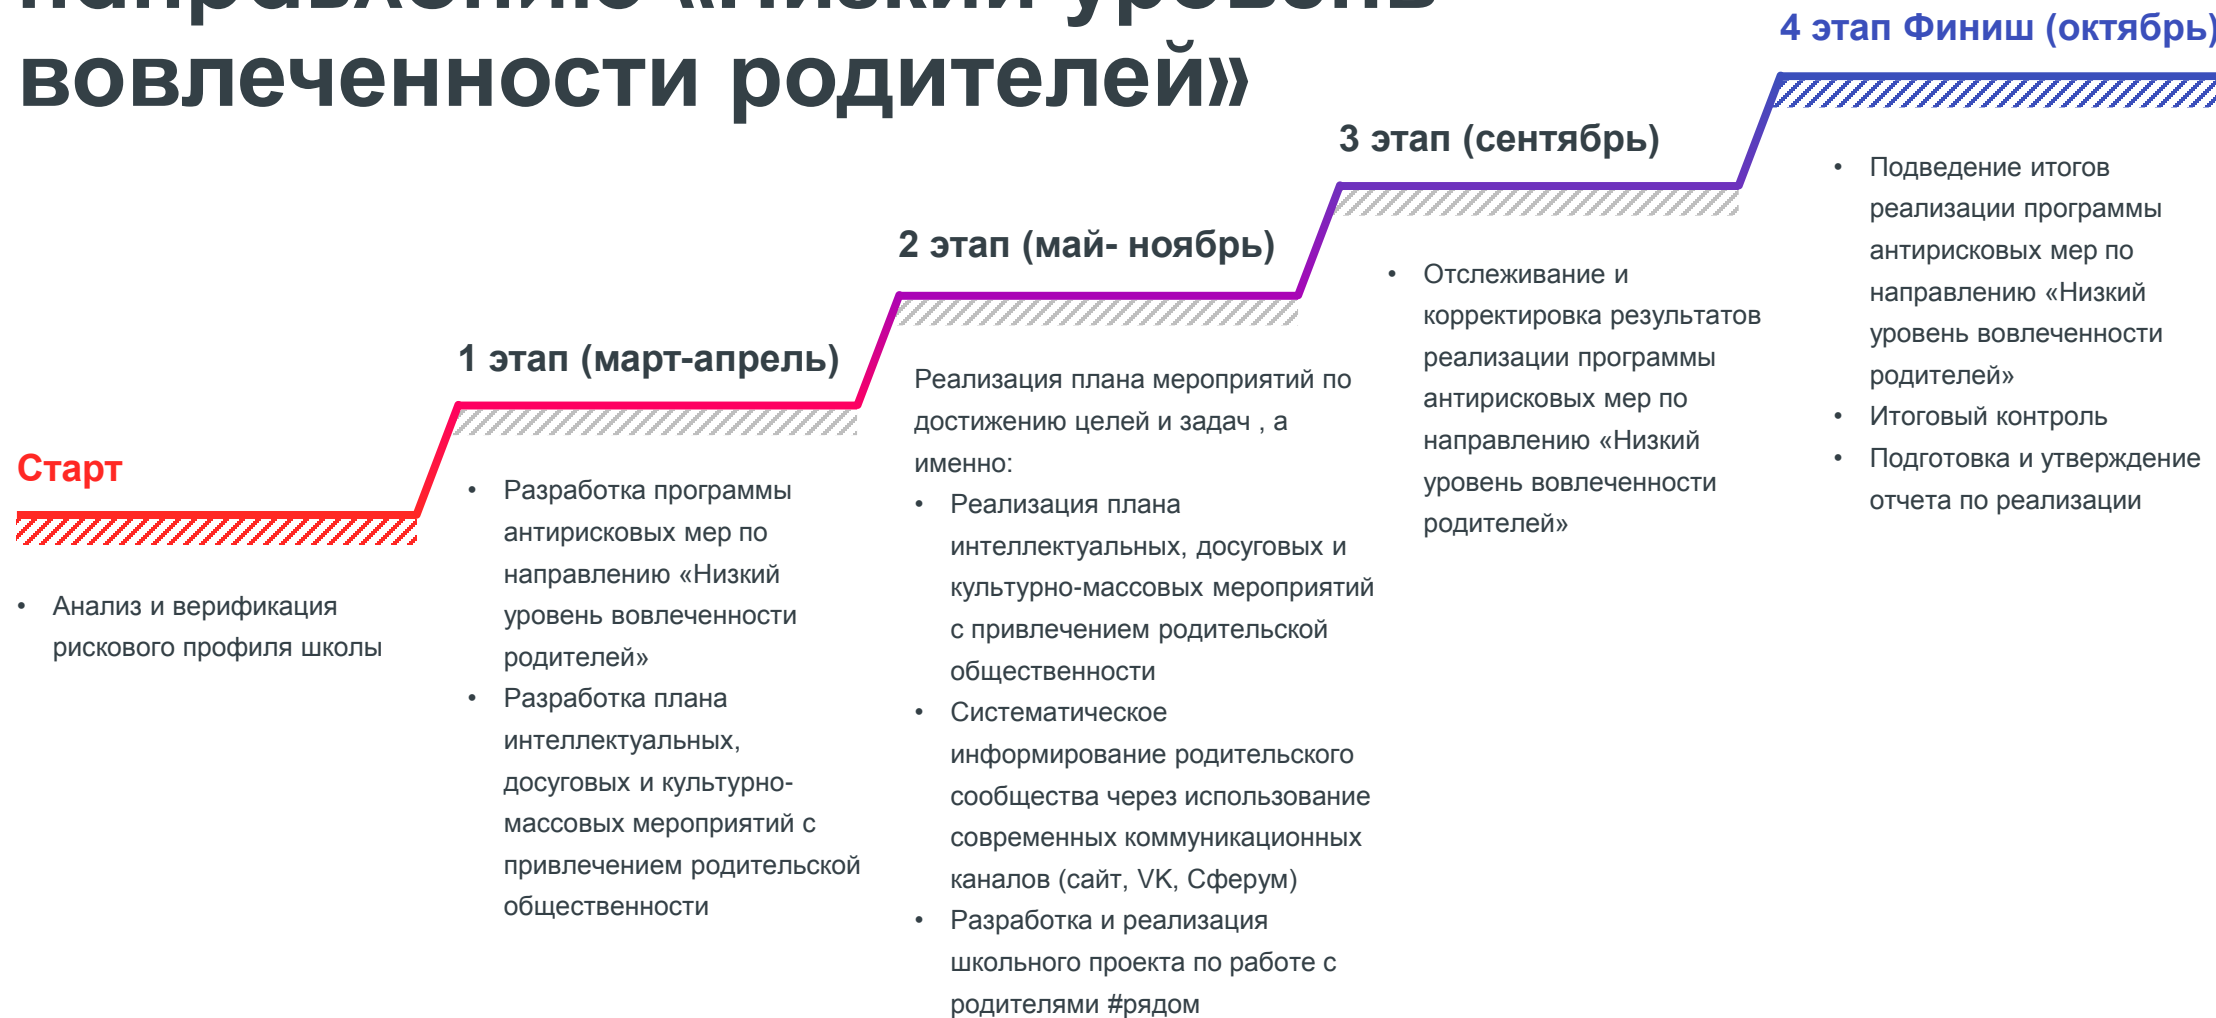 направлению «Низкий уровень
вовлеченности родителей»
Старт
• Анализ и верификация
рискового профиля школы
1 этап (март-апрель)
• Разработка программы
антирисковых мер по
направлению «Низкий
уровень вовлеченности
родителей»
• Разработка плана
интеллектуальных,
досуговых и культурно-
массовых мероприятий с
привлечением родительской
общественности
2 этап (май- ноябрь)
Реализация плана мероприятий по
достижению целей и задач , а
именно:
• Реализация плана
интеллектуальных, досуговых и
культурно-массовых мероприятий
с привлечением родительской
общественности
• Систематическое
информирование родительского
сообщества через использование
современных коммуникационных
каналов (сайт, VK, Сферум)
• Разработка и реализация
школьного проекта по работе с
родителями #рядом
3 этап (сентябрь)
• Отслеживание и
корректировка результатов
реализации программы
антирисковых мер по
направлению «Низкий
уровень вовлеченности
родителей»
4 этап Финиш (октябрь)
• Подведение итогов
реализации программы
антирисковых мер по
направлению «Низкий
уровень вовлеченности
родителей»
• Итоговый контроль
• Подготовка и утверждение
отчета по реализации